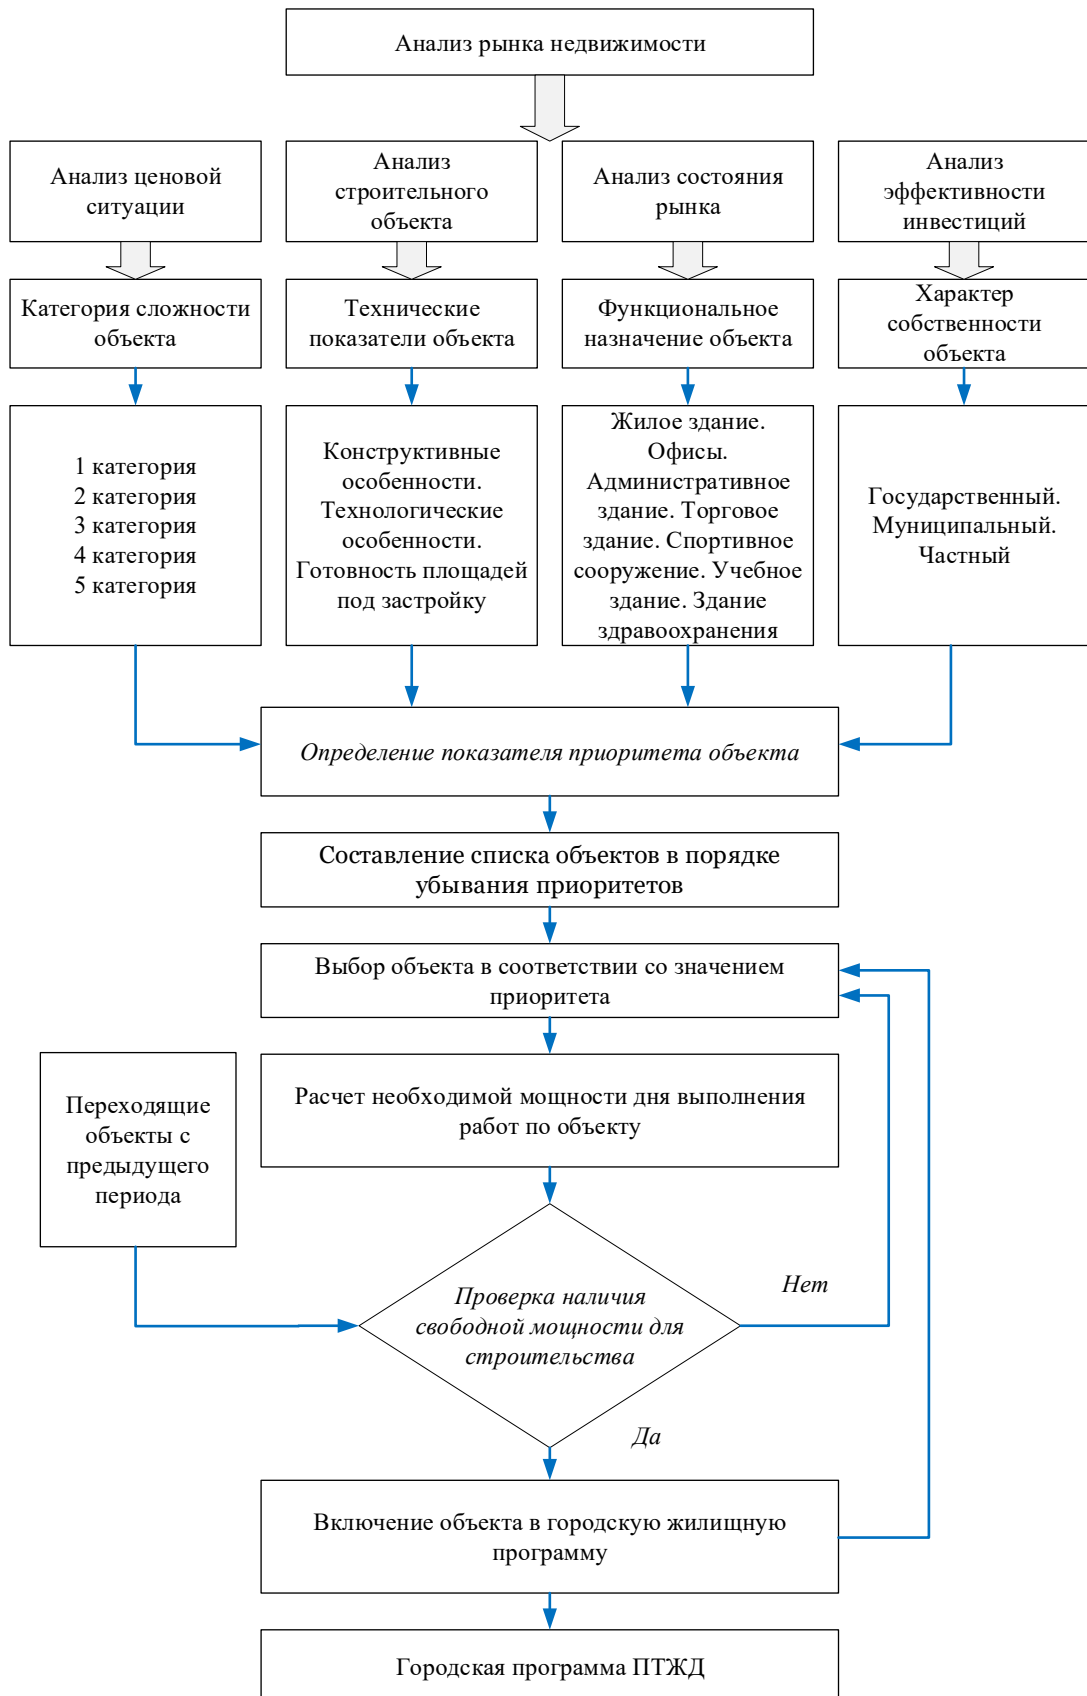 Анализ рынка недвижимости
Анализ ценовой
ситуации
Анализ
строительного
объекта
Анализ состояния
рынка
Анализ
эффективности
инвестиций
Категория сложности
объекта
Технические
показатели объекта
Функциональное
назначение объекта
Характер
собственности
объекта
1 категория
2 категория
3 категория
4 категория
5 категория
Конструктивные
особенности.
Технологические
особенности.
Готовность площадей
под застройку
Жилое здание.
Офисы.
Административное
здание. Торговое
здание. Спортивное
сооружение. Учебное
здание. Здание
здравоохранения
Государственный.
Муниципальный.
Частный
Определение показателя приоритета объекта
Составление списка объектов в порядке
убывания приоритетов
Выбор объекта в соответствии со значением
приоритета
Переходящие
объекты с
предыдущего
периода
Расчет необходимой мощности дня выполнения
работ по объекту
Проверка наличия
свободной мощности для
строительства
Нет
Да
Включение объекта в городскую жилищную
программу
Городская программа ПТЖД